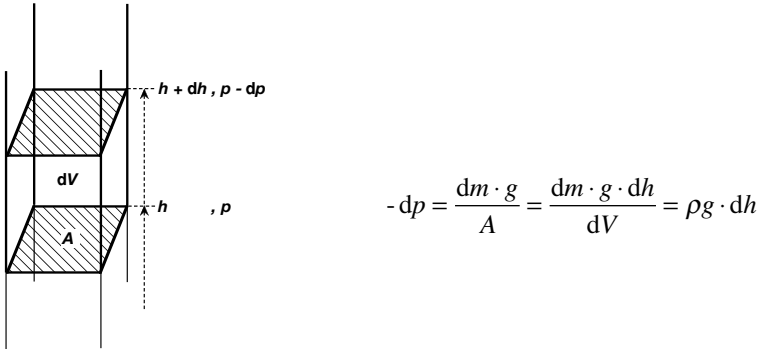 h + dh , p - dp
dV
h , p
A
- dp = dm · g / A = dm · g · dh / dV = ρg · dh